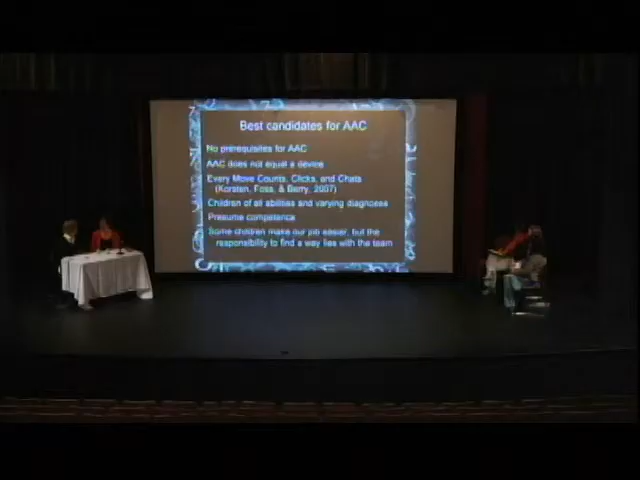 Best candidates for AAC
No prerequisites for AAC
AAC does not equal a device
Every Move Counts, Clicks, and Chats
(Korsten, Foss, & Berry, 2007)
Children of all abilities and varying diagnoses
Presume competence
Some children make our job easier, but the
responsibility to find a way lies with the team